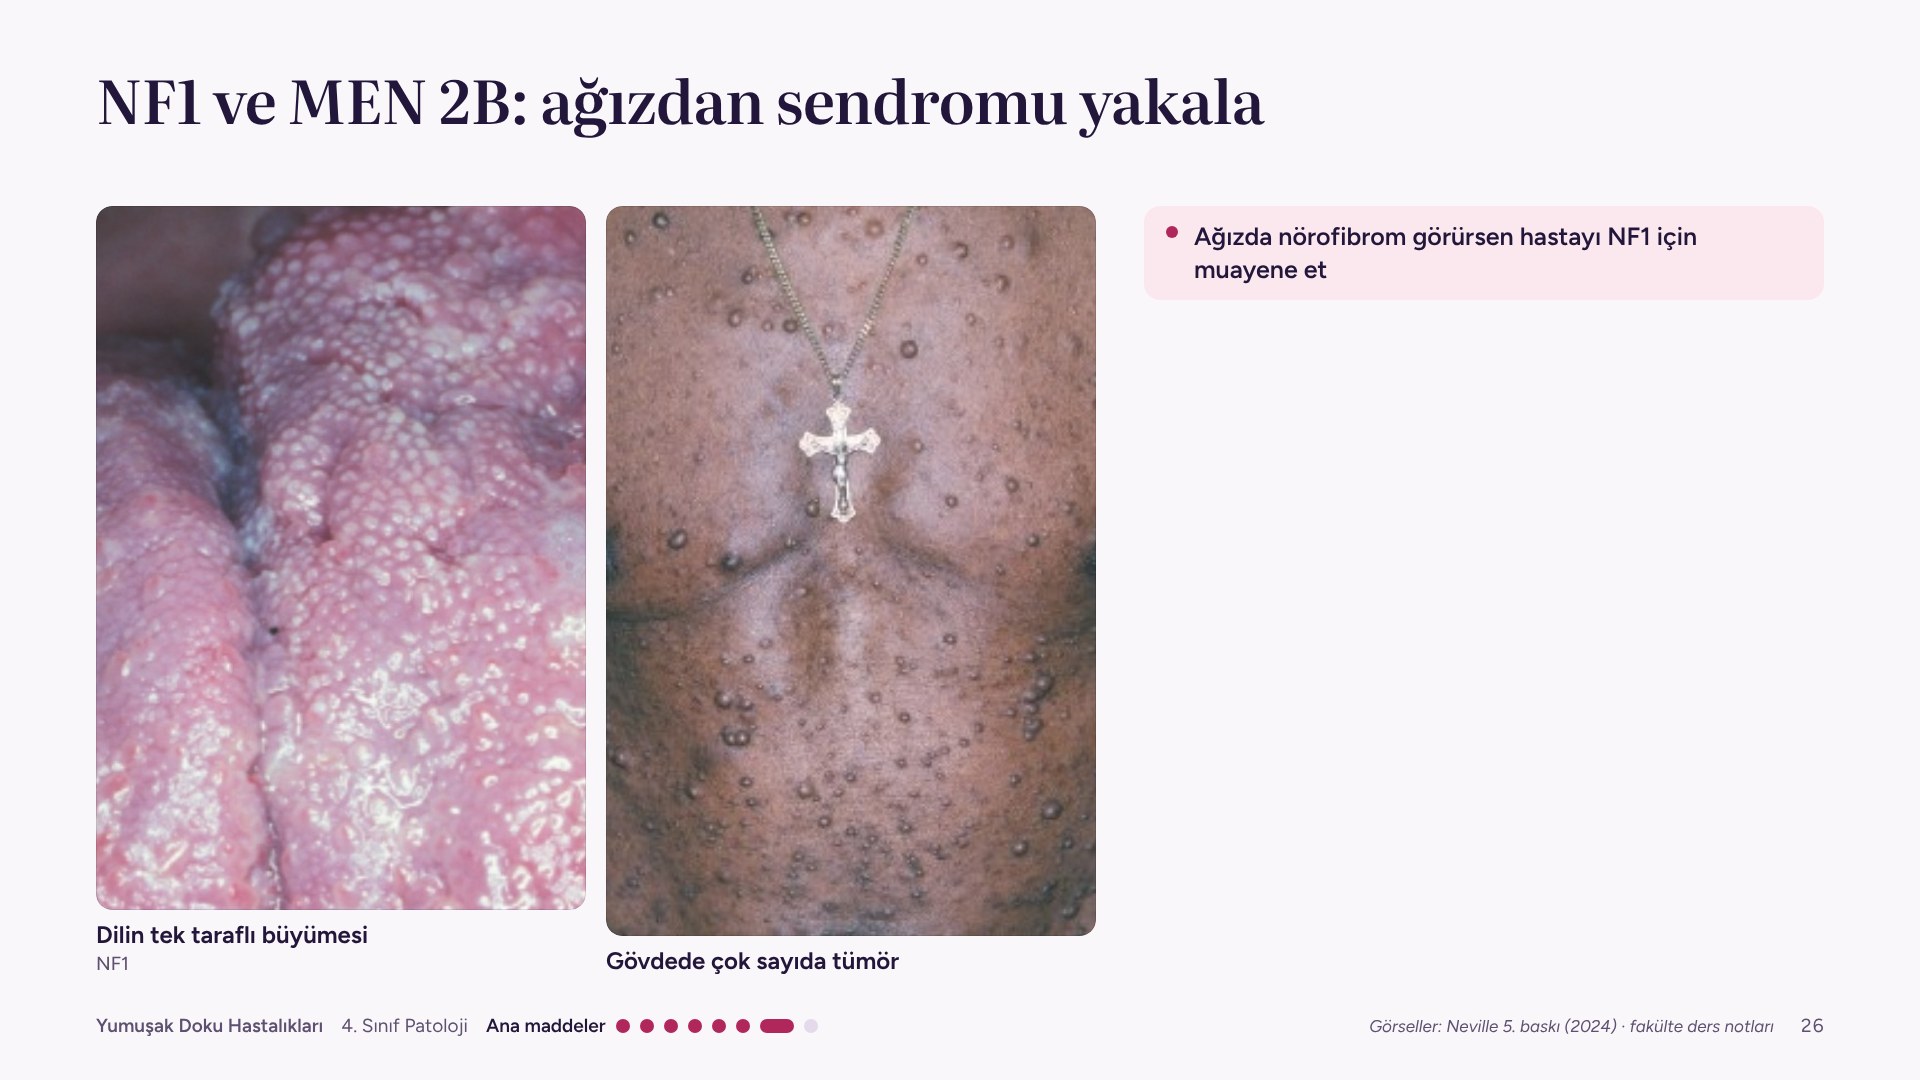 NF1 ve MEN 2B: ağızdan sendromu yakala
Ağızda nörofibrom görürsen hastayı NF1 için
muayene et
Dilin tek taraflı büyümesi
NF1
Gövdede çok sayıda tümör
Yumuşak Doku Hastalıkları 4. Sınıf Patoloji Ana maddeler
Görseller: Neville 5. baskı (2024) · fakülte ders notları 26